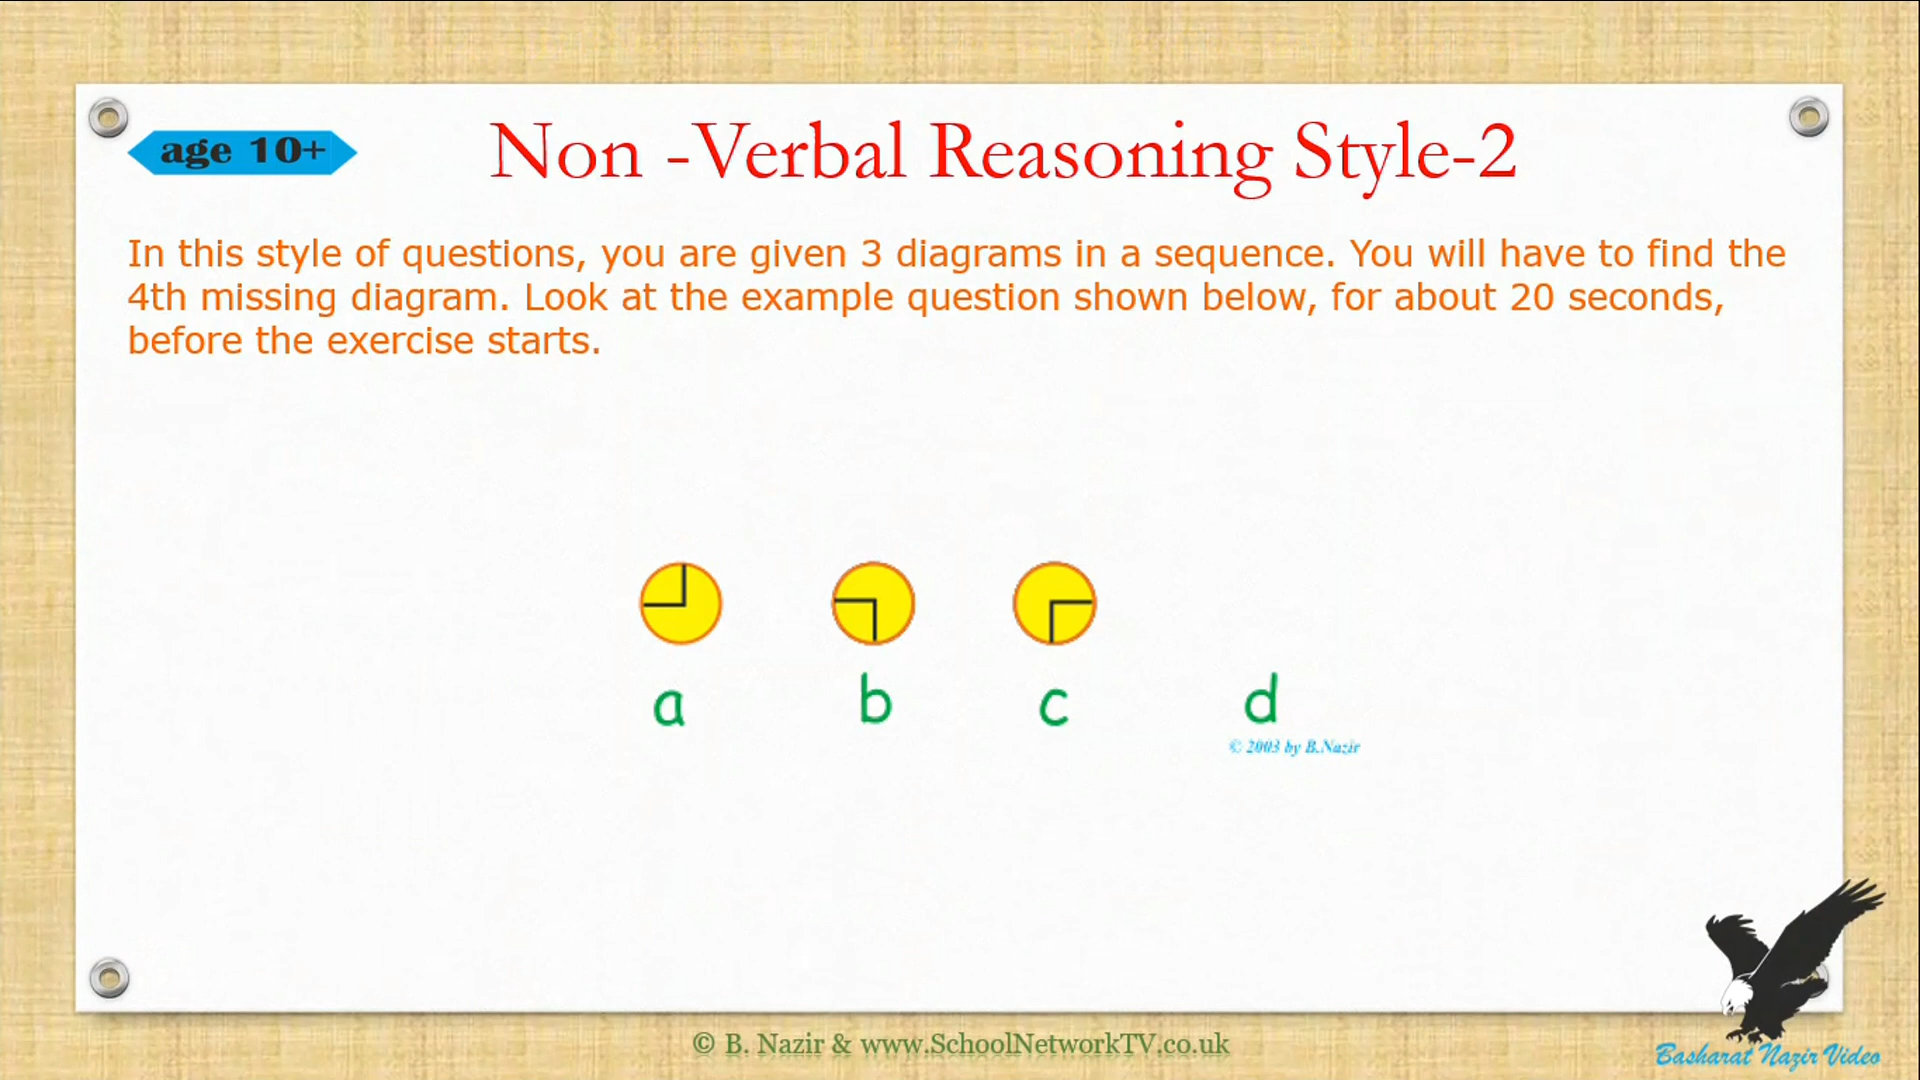 age 10+
Non -Verbal Reasoning Style-2
In this style of questions, you are given 3 diagrams in a sequence. You will have to find the
4th missing diagram. Look at the example question shown below, for about 20 seconds,
before the exercise starts.
a b c d
© 2003 by B.Nazir
© B. Nazir & www.SchoolNetworkTV.co.uk
Basharat Nazir Video